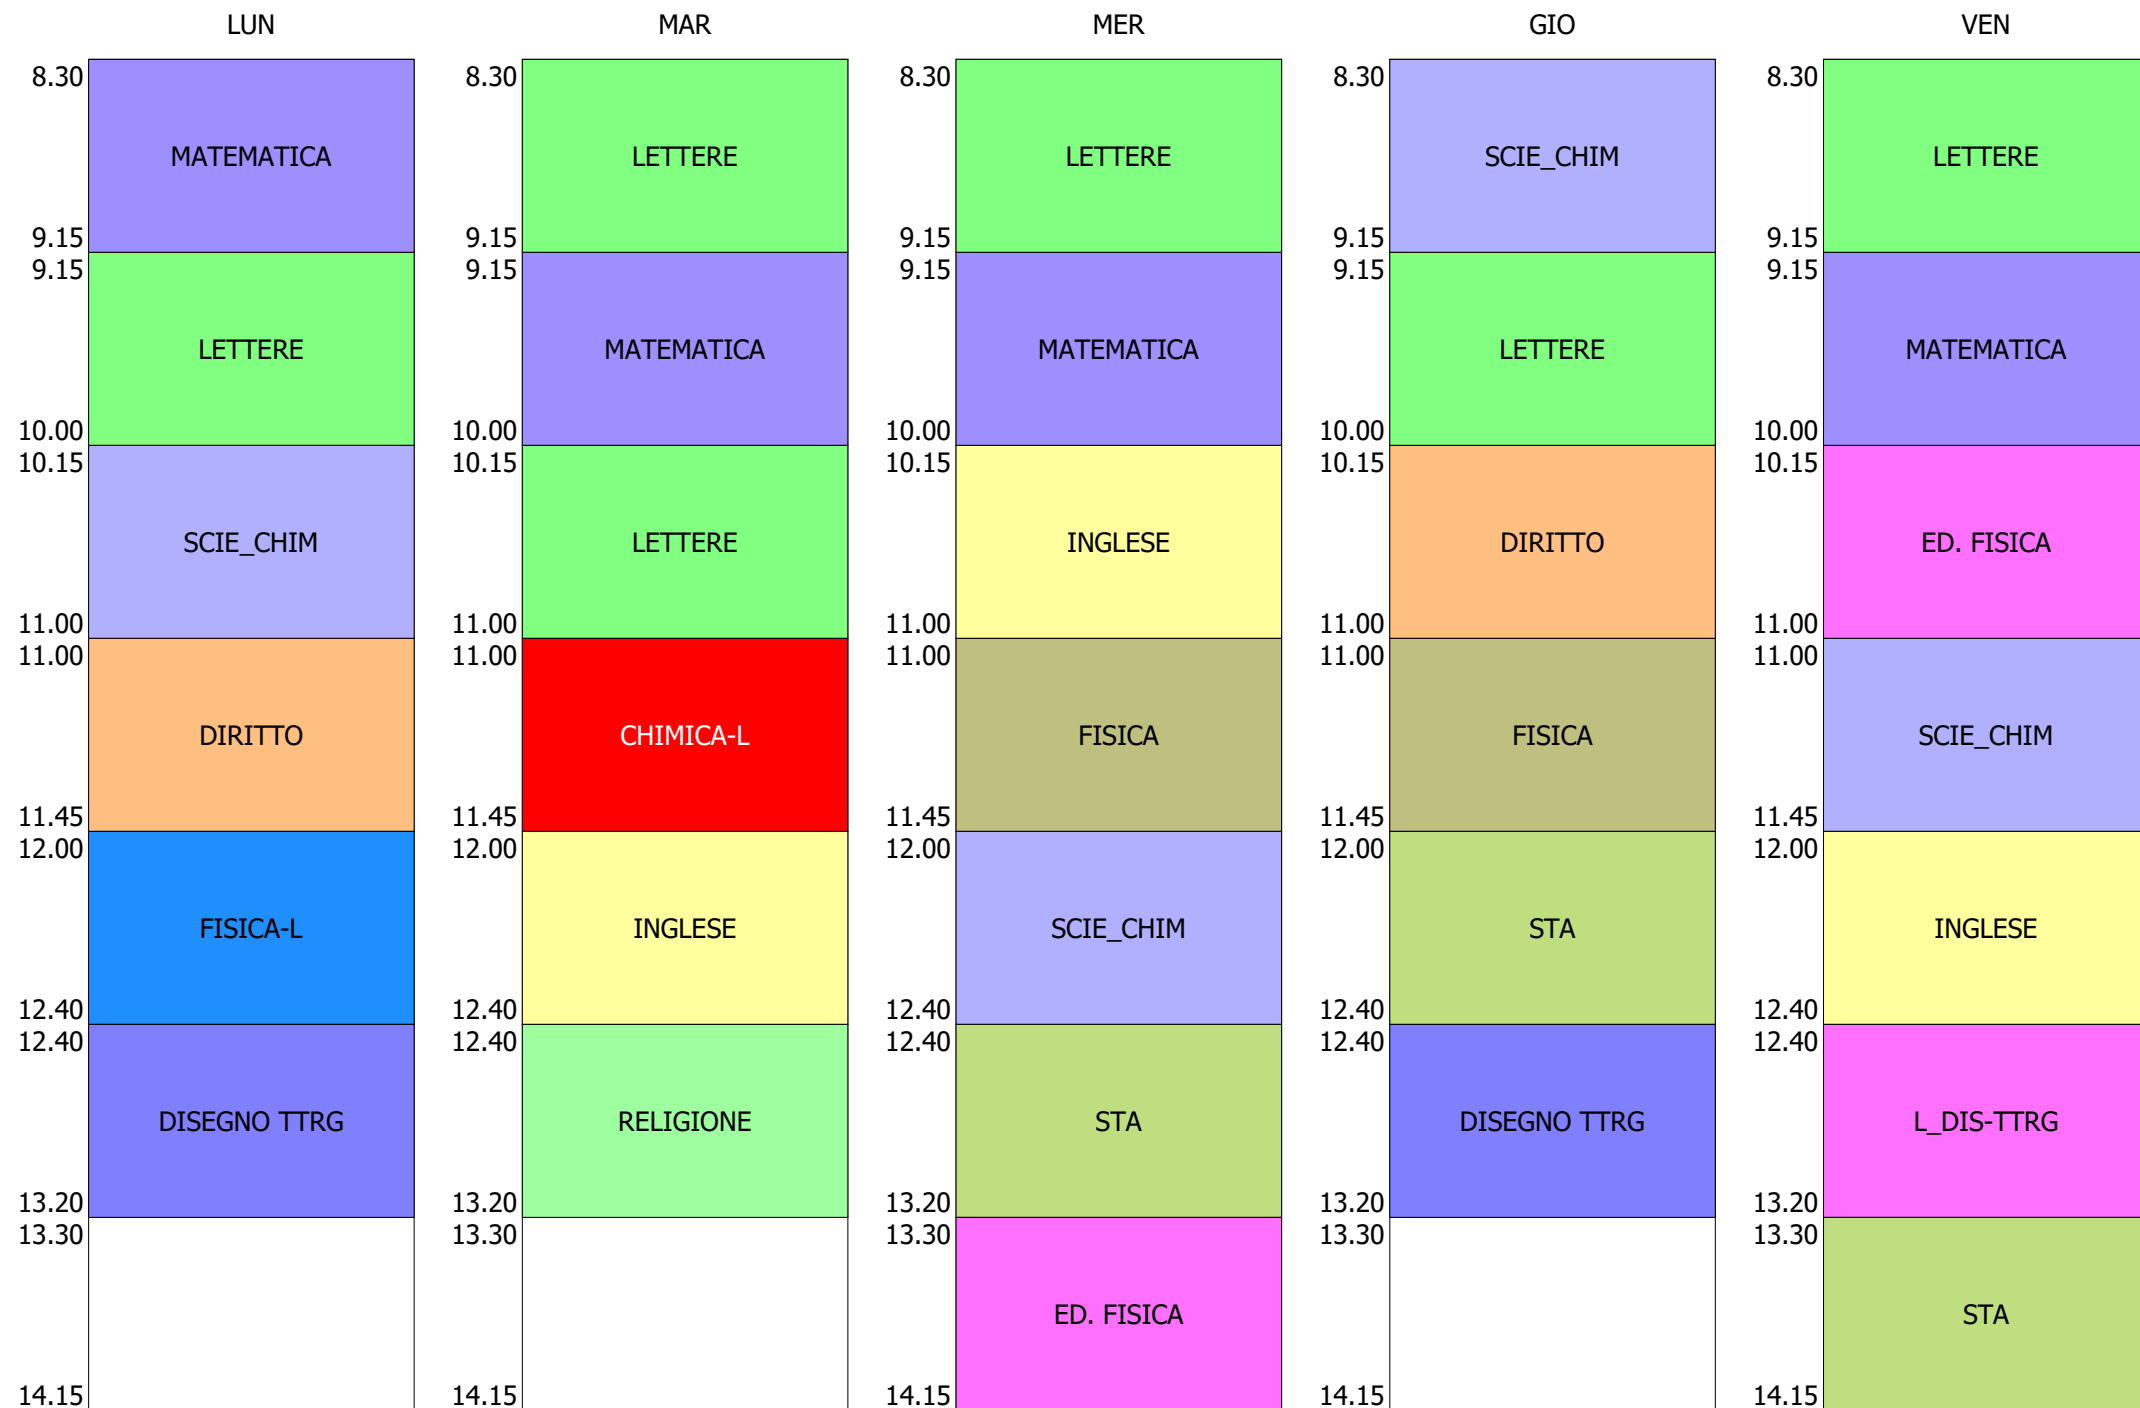 LUN MAR MER GIO VEN
8.30 MATEMATICA 8.30 LETTERE 8.30 LETTERE 8.30 SCIE_CHIM 8.30 LETTERE
9.15 9.15 9.15 9.15 9.15
9.15 LETTERE 9.15 MATEMATICA 9.15 MATEMATICA 9.15 LETTERE 9.15 MATEMATICA
10.00 10.00 10.00 10.00 10.00
10.15 SCIE_CHIM 10.15 LETTERE 10.15 INGLESE 10.15 DIRITTO 10.15 ED. FISICA
11.00 11.00 11.00 11.00 11.00
11.00 DIRITTO 11.00 CHIMICA-L 11.00 FISICA 11.00 FISICA 11.00 SCIE_CHIM
11.45 11.45 11.45 11.45 11.45
12.00 FISICA-L 12.00 INGLESE 12.00 SCIE_CHIM 12.00 STA 12.00 INGLESE
12.40 12.40 12.40 12.40 12.40
12.40 DISEGNO TTRG 12.40 RELIGIONE 12.40 STA 12.40 DISEGNO TTRG 12.40 L_DIS-TTRG
13.20 13.20 13.20 13.20 13.20
13.30 13.30 13.30 ED. FISICA 13.30 13.30 STA
14.15 14.15 14.15 14.15 14.15